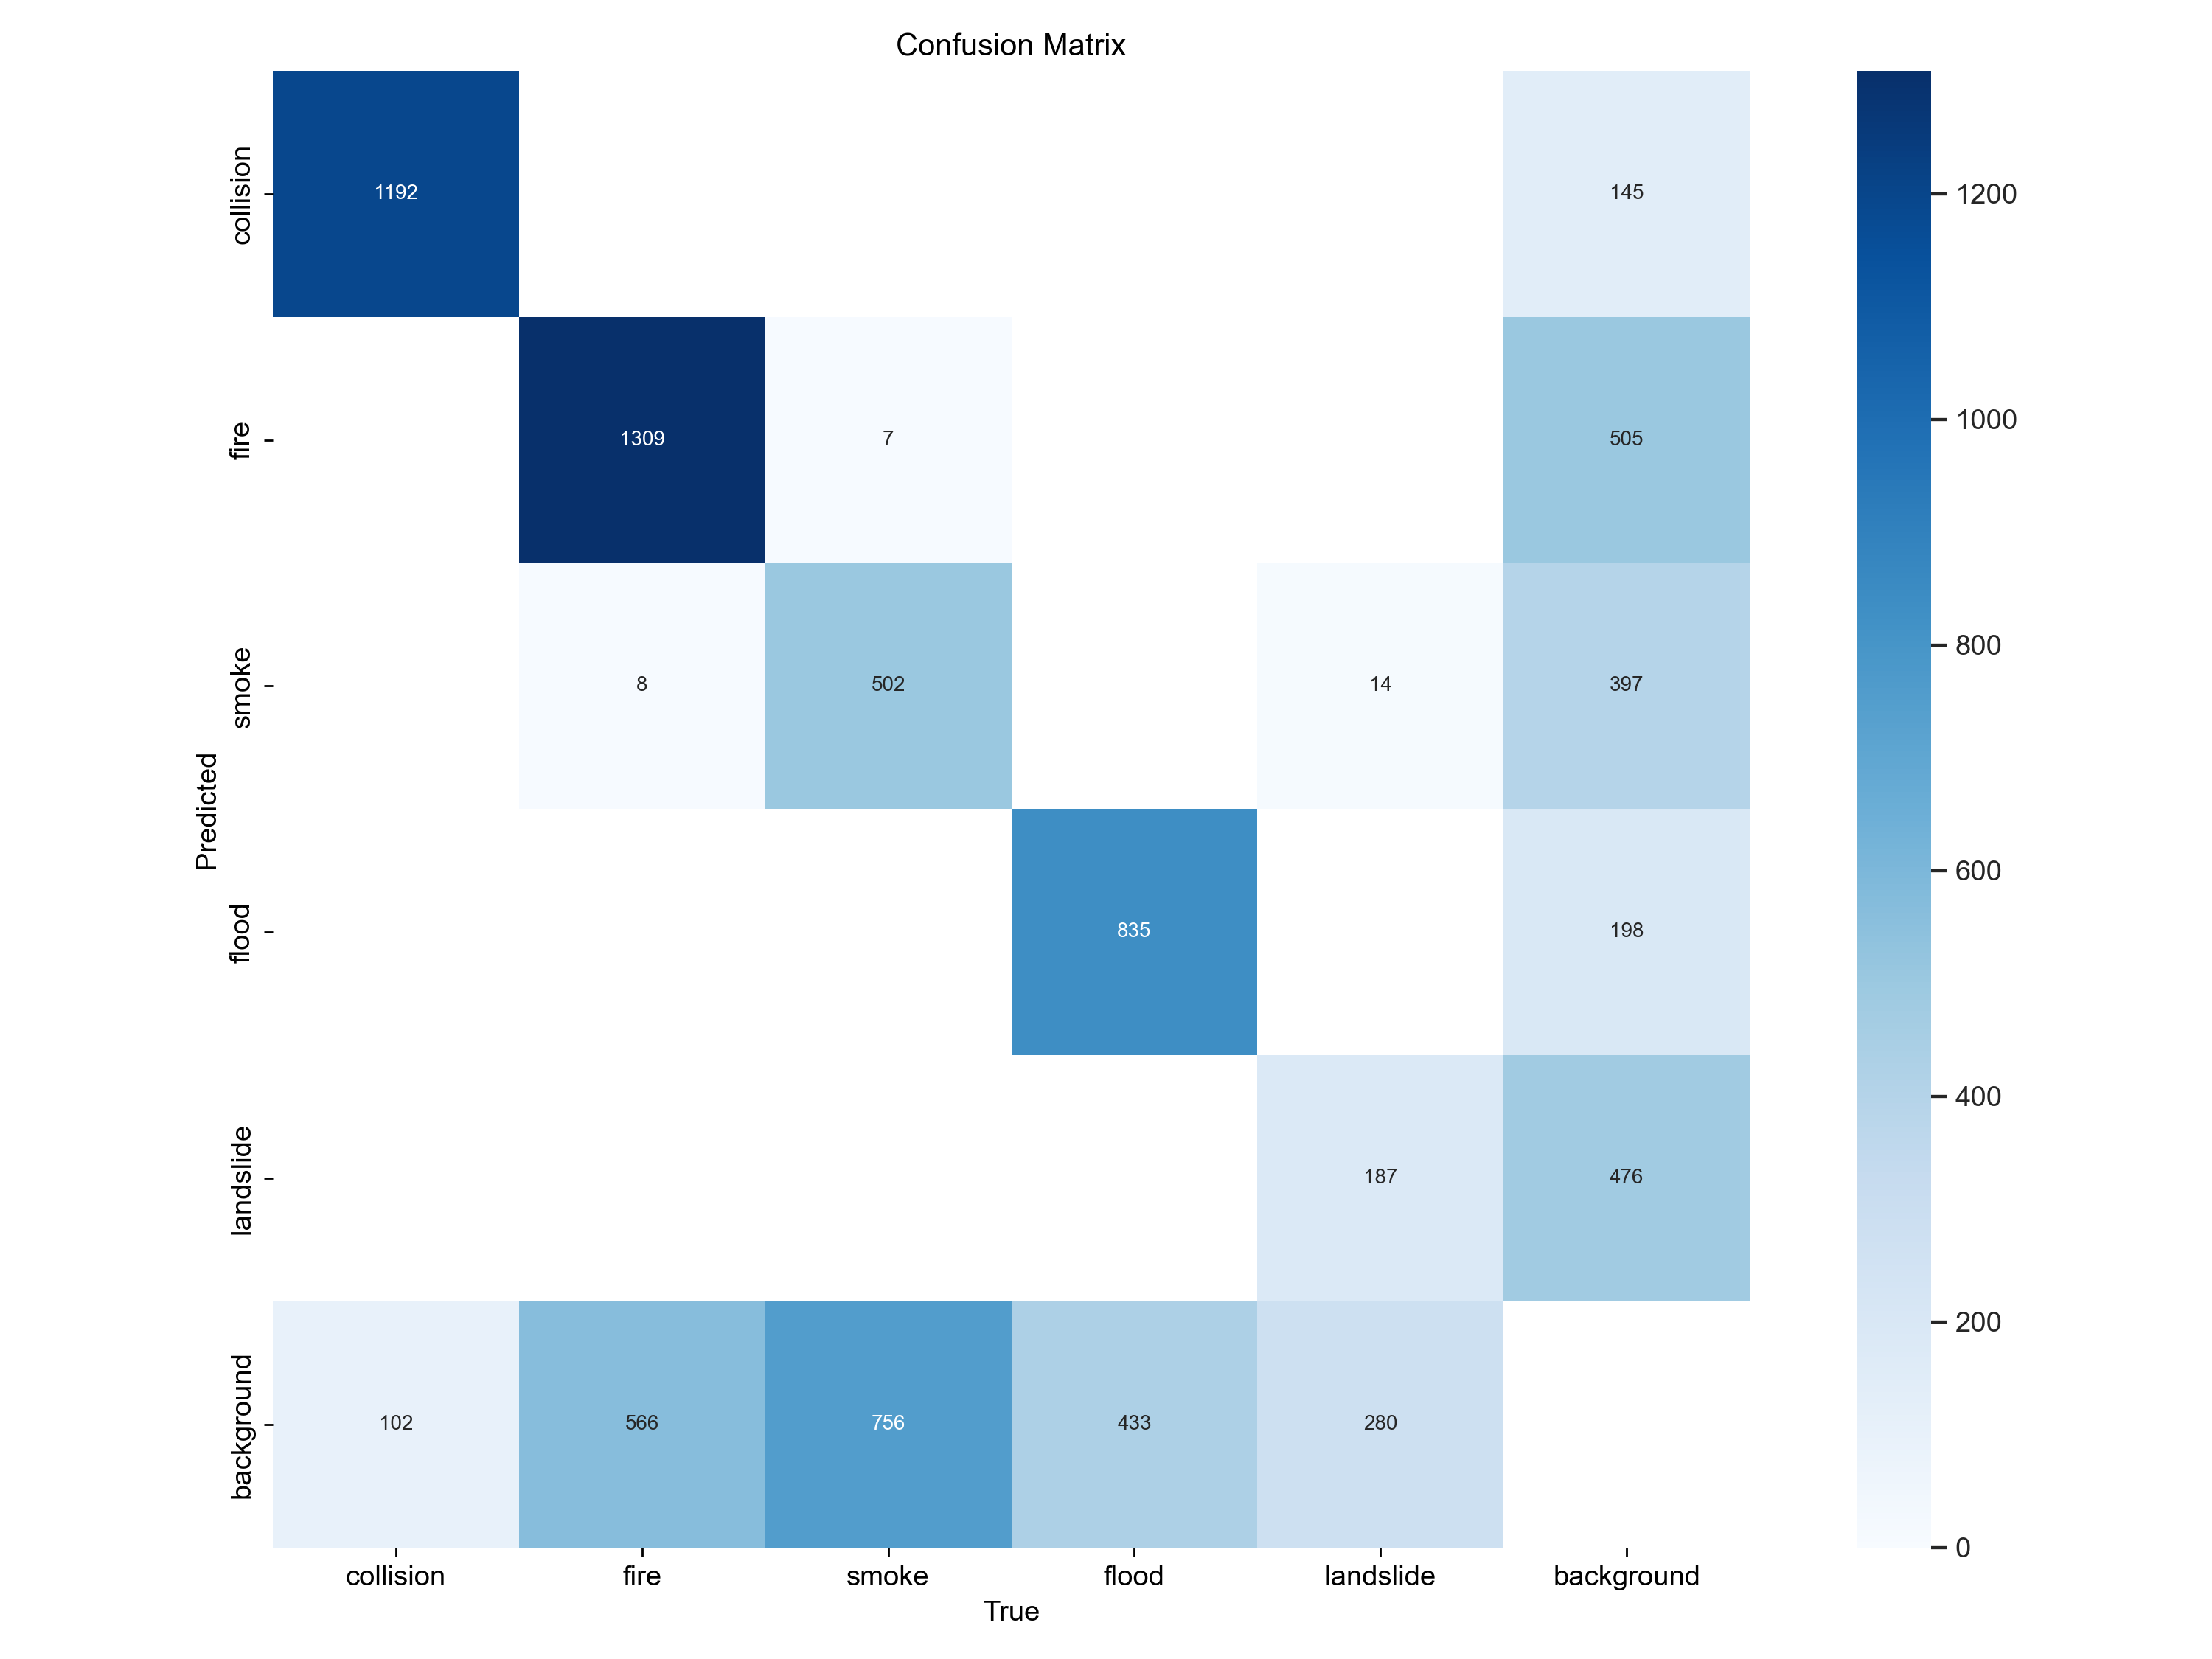 Confusion Matrix
collision
1192
145
1200
fire
1309
7
505
1000
smoke
8
502
14
397
800
Predicted
flood
835
198
600
landslide
187
476
400
background
102
566
756
433
280
200
0
collision
fire
smoke
flood
landslide
background
True